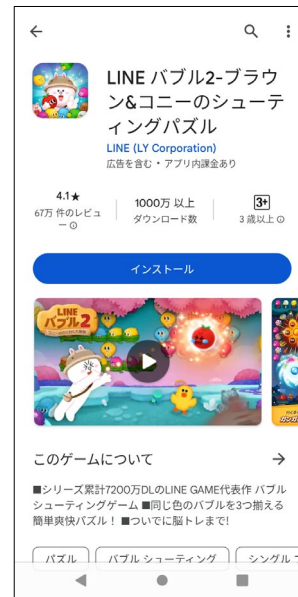 LINE バブル2-ブラウ
ン&コニーのシューテ
ィングパズル
LINE (LY Corporation)
広告を含む・アプリ内課金あり
4.1★
67万 件のレビュ
ー
1000万 以上
ダウンロード数
3+
3 歳以上
インストール
LINE
バブル2
このゲームについて
■シリーズ累計7200万DLのLINE GAME代表作 バブル
シューティングゲーム ■同じ色のバブルを3つ揃える
簡単爽快パズル！ ■ついでに脳トレまで!
パズル
バブル シューティング
シングル